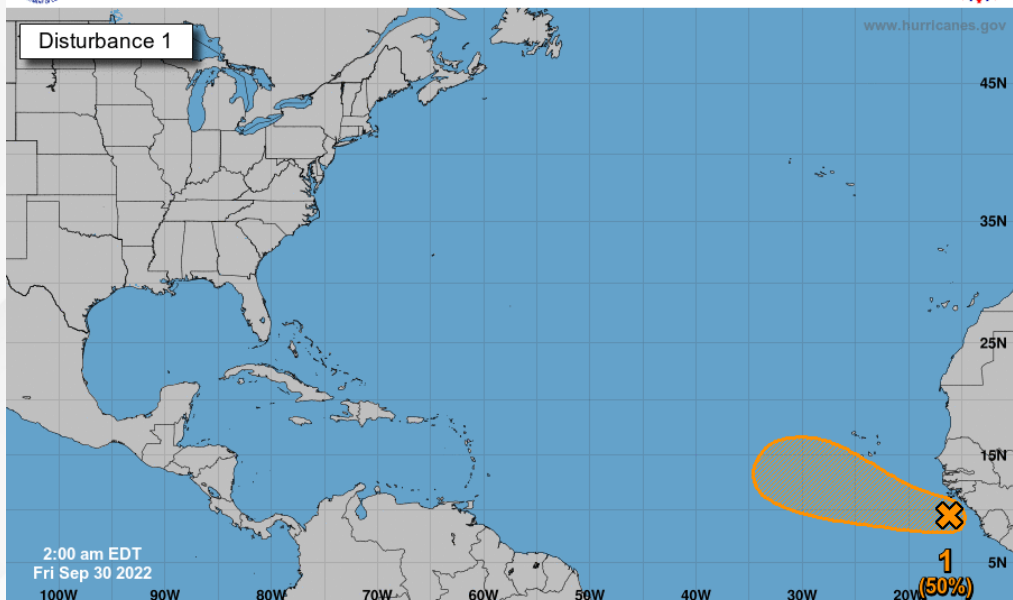 www.hurricanes.gov
Disturbance 1
45N
35N
25N
15N
5N
1
(50%)
2:00 am EDT
Fri Sep 30 2022
100W 90W 80W 70W 60W 50W 40W 30W 20W